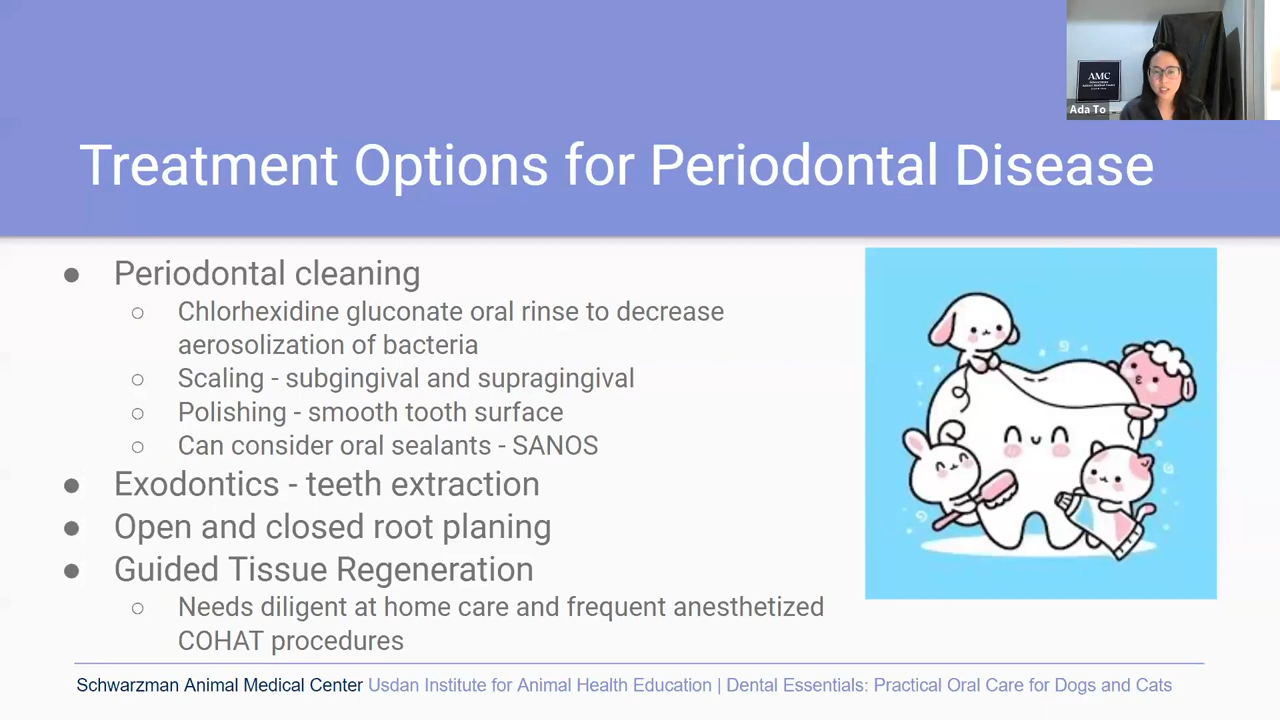 AMC
Ada To
Treatment Options for Periodontal Disease
● Periodontal cleaning
○ Chlorhexidine gluconate oral rinse to decrease
aerosolization of bacteria
○ Scaling - subgingival and supragingival
○ Polishing - smooth tooth surface
○ Can consider oral sealants - SANOS
● Exodontics - teeth extraction
● Open and closed root planing
● Guided Tissue Regeneration
○ Needs diligent at home care and frequent anesthetized
COHAT procedures
Schwarzman Animal Medical Center Usdan Institute for Animal Health Education | Dental Essentials: Practical Oral Care for Dogs and Cats